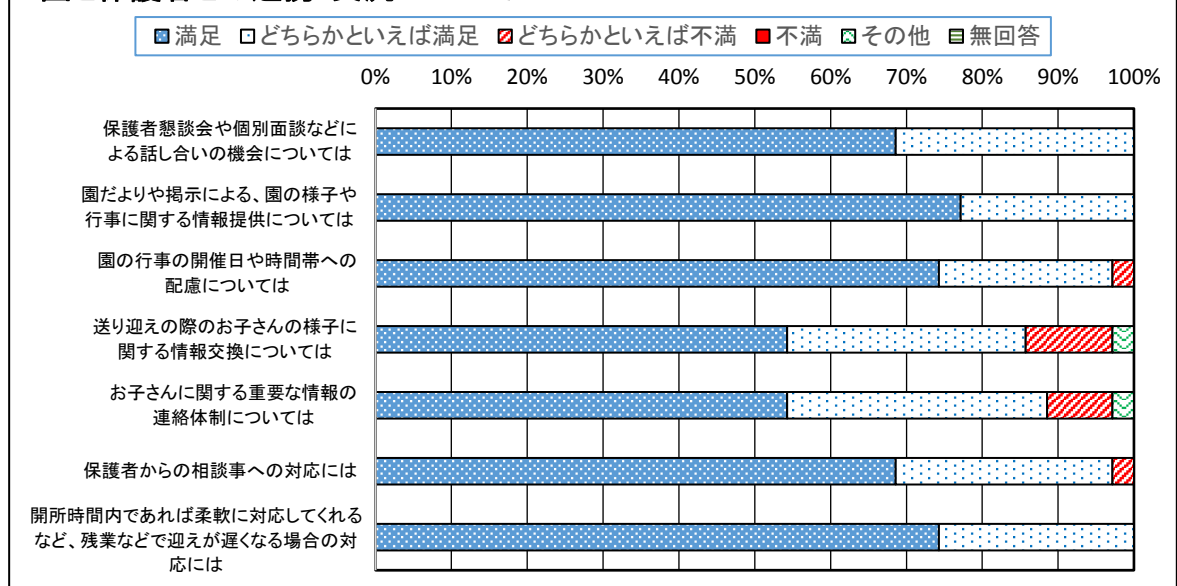 満足 どちらかといえば満足 どちらかといえば不満 不満 その他 無回答
0% 10% 20% 30% 40% 50% 60% 70% 80% 90% 100%
保護者懇談会や個別面談などに
よる話し合いの機会については
園だよりや掲示による、園の様子や
行事に関する情報提供については
園の行事の開催日や時間帯への
配慮については
送り迎えの際のお子さんの様子に
関する情報交換については
お子さんに関する重要な情報の
連絡体制については
保護者からの相談事への対応には
開所時間内であれば柔軟に対応してくれる
など、残業などで迎えが遅くなる場合の対
応には